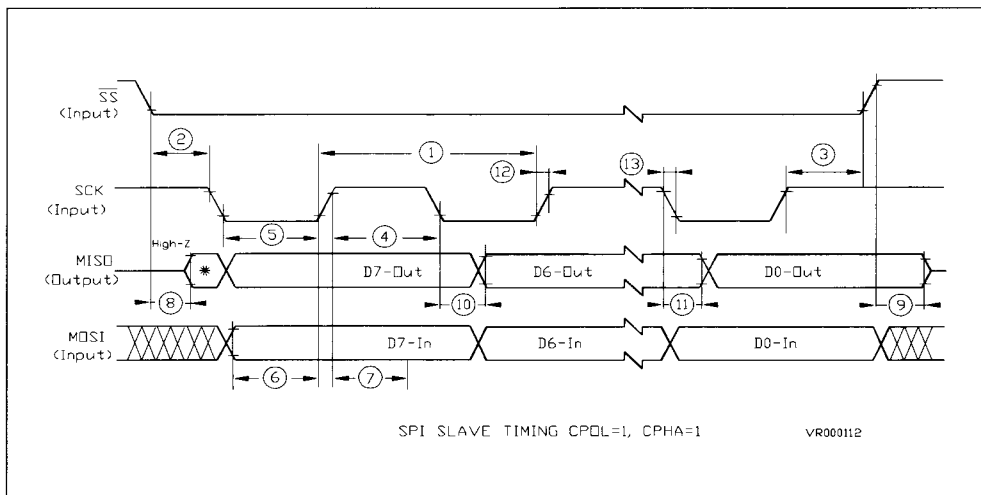 SS
(Input)
2
1
12
13
3
SCK
(Input)
5
4
High-Z
MISO
(Output)
*
D7-Out
D6-Out
D0-Out
8
10
11
9
MOSI
(Input)
D7-In
D6-In
D0-In
6
7
SPI SLAVE TIMING CPOL=1, CPHA=1
VR000112